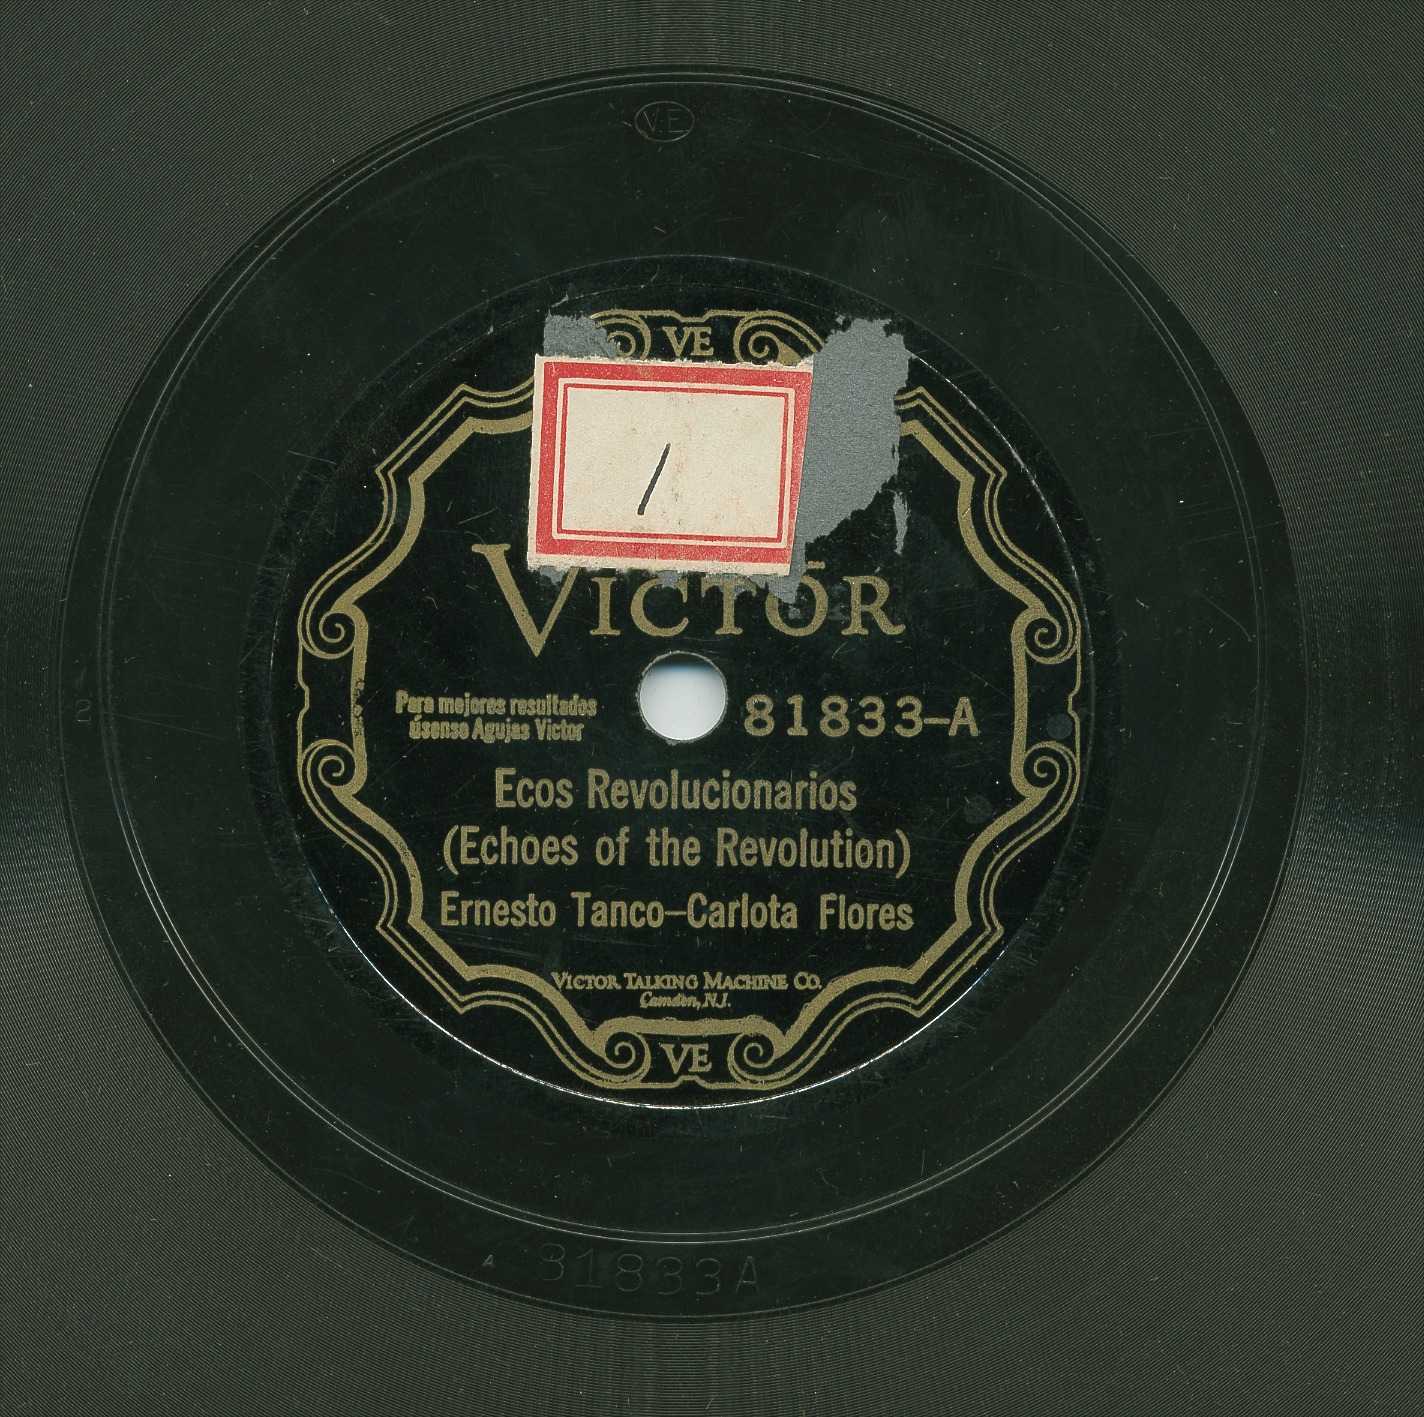 V.E.
VE
/
VICTOR
Para mejores resultados
úsense Agujas Victor
81833-A
2
Ecos Revolucionarios
(Echoes of the Revolution)
Ernesto Tanco-Carlota Flores
VICTOR TALKING MACHINE CO.
Camden, N.J.
VE
A 81833A